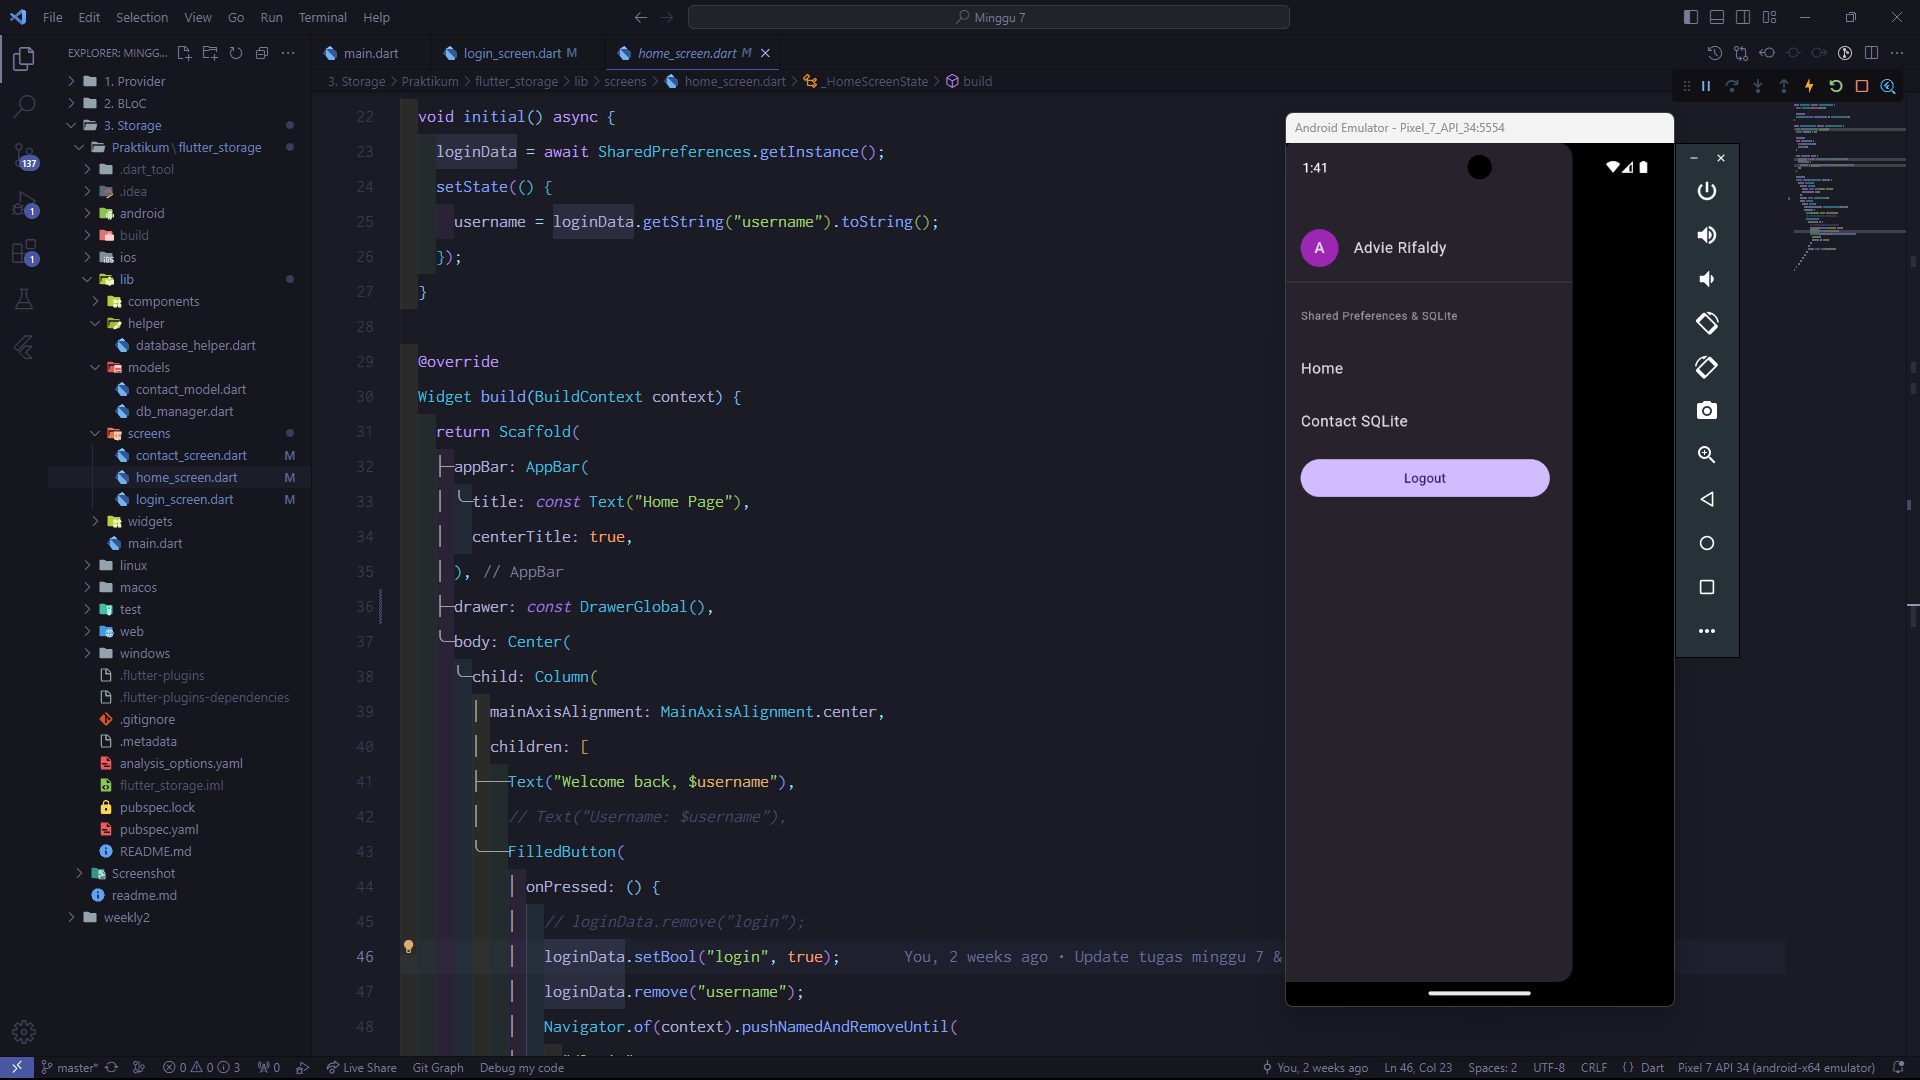 File Edit Selection View Go Run Terminal Help
Minggu 7
EXPLORER: MINGG...
1. Provider
2. BLoC
3. Storage
Praktikum \ flutter_storage
.dart_tool
.idea
android
build
ios
lib
components
helper
database_helper.dart
models
contact_model.dart
db_manager.dart
screens
contact_screen.dart M
home_screen.dart M
login_screen.dart M
widgets
main.dart
linux
macos
test
web
windows
.flutter-plugins
.flutter-plugins-dependencies
.gitignore
.metadata
analysis_options.yaml
flutter_storage.iml
pubspec.lock
pubspec.yaml
README.md
Screenshot
readme.md
weekly2
137
1
1
main.dart login_screen.dart M home_screen.dart M
3. Storage > Praktikum > flutter_storage > lib > screens > home_screen.dart > _HomeScreenState > build
22 void initial() async {
23 loginData = await SharedPreferences.getInstance();
24 setState(() {
25 username = loginData.getString("username").toString();
26 });
27 }
28
29 @override
30 Widget build(BuildContext context) {
31 return Scaffold(
32 appBar: AppBar(
33 title: const Text("Home Page"),
34 centerTitle: true,
35 ), // AppBar
36 drawer: const DrawerGlobal(),
37 body: Center(
38 child: Column(
39 mainAxisAlignment: MainAxisAlignment.center,
40 children: [
41 Text("Welcome back, $username"),
42 // Text("Username: $username"),
43 FilledButton(
44 onPressed: () {
45 // loginData.remove("login");
46 loginData.setBool("login", true); You, 2 weeks ago • Update tugas minggu 7 &
47 loginData.remove("username");
48 Navigator.of(context).pushNamedAndRemoveUntil(
Android Emulator - Pixel_7_API_34:5554
1:41
A Advie Rifaldy
Shared Preferences & SQLite
Home
Contact SQLite
Logout
master* 0 0 3 0 Live Share Git Graph Debug my code You, 2 weeks ago Ln 46, Col 23 Spaces: 2 UTF-8 CRLF { } Dart Pixel 7 API 34 (android-x64 emulator)